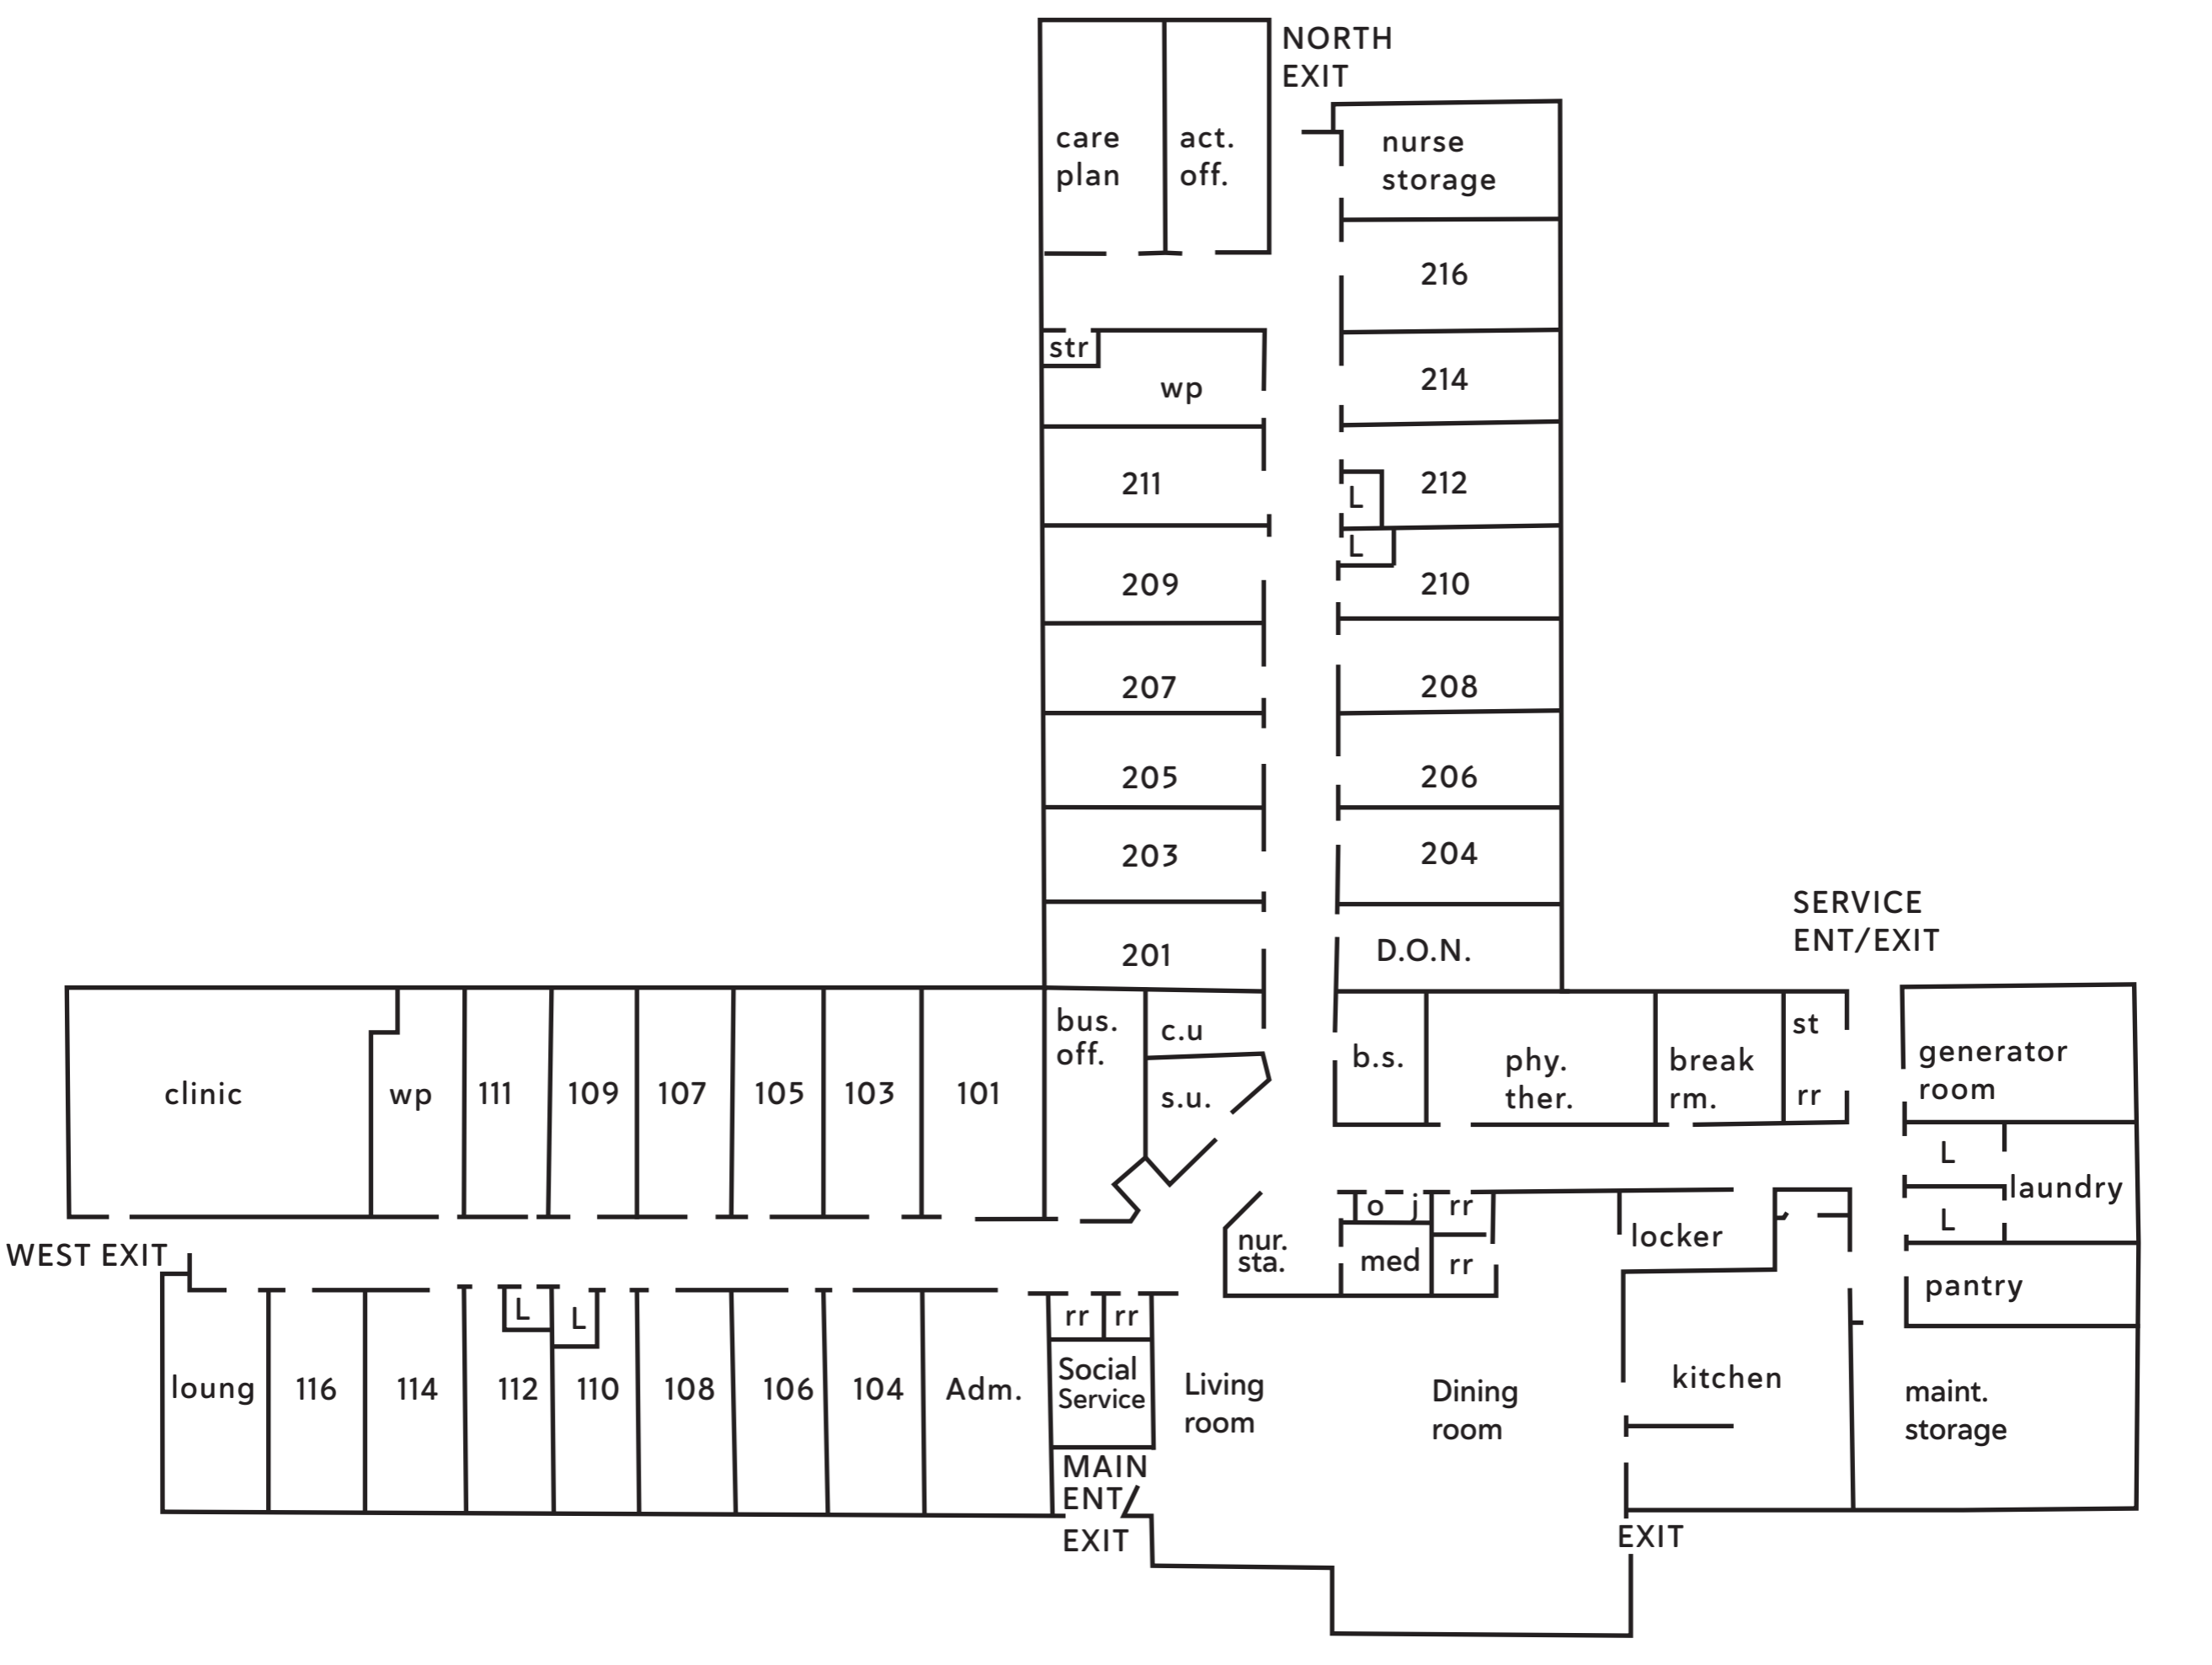 NORTH
EXIT
care
plan
act.
off.
nurse
storage
216
str
wp
214
211
212
L
L
209
210
207
208
205
206
203
204
SERVICE
ENT/EXIT
201
D.O.N.
bus.
off.
c.u
st
generator
room
b.s.
phy.
ther.
break
rm.
clinic
wp
111
109
107
105
103
101
s.u.
rr
L
laundry
L
o
j
rr
locker
nur.
sta.
med
rr
WEST EXIT
pantry
L
L
rr
rr
loung
116
114
112
110
108
106
104
Adm.
Social
Service
Living
room
Dining
room
kitchen
maint.
storage
MAIN
ENT/
EXIT
EXIT